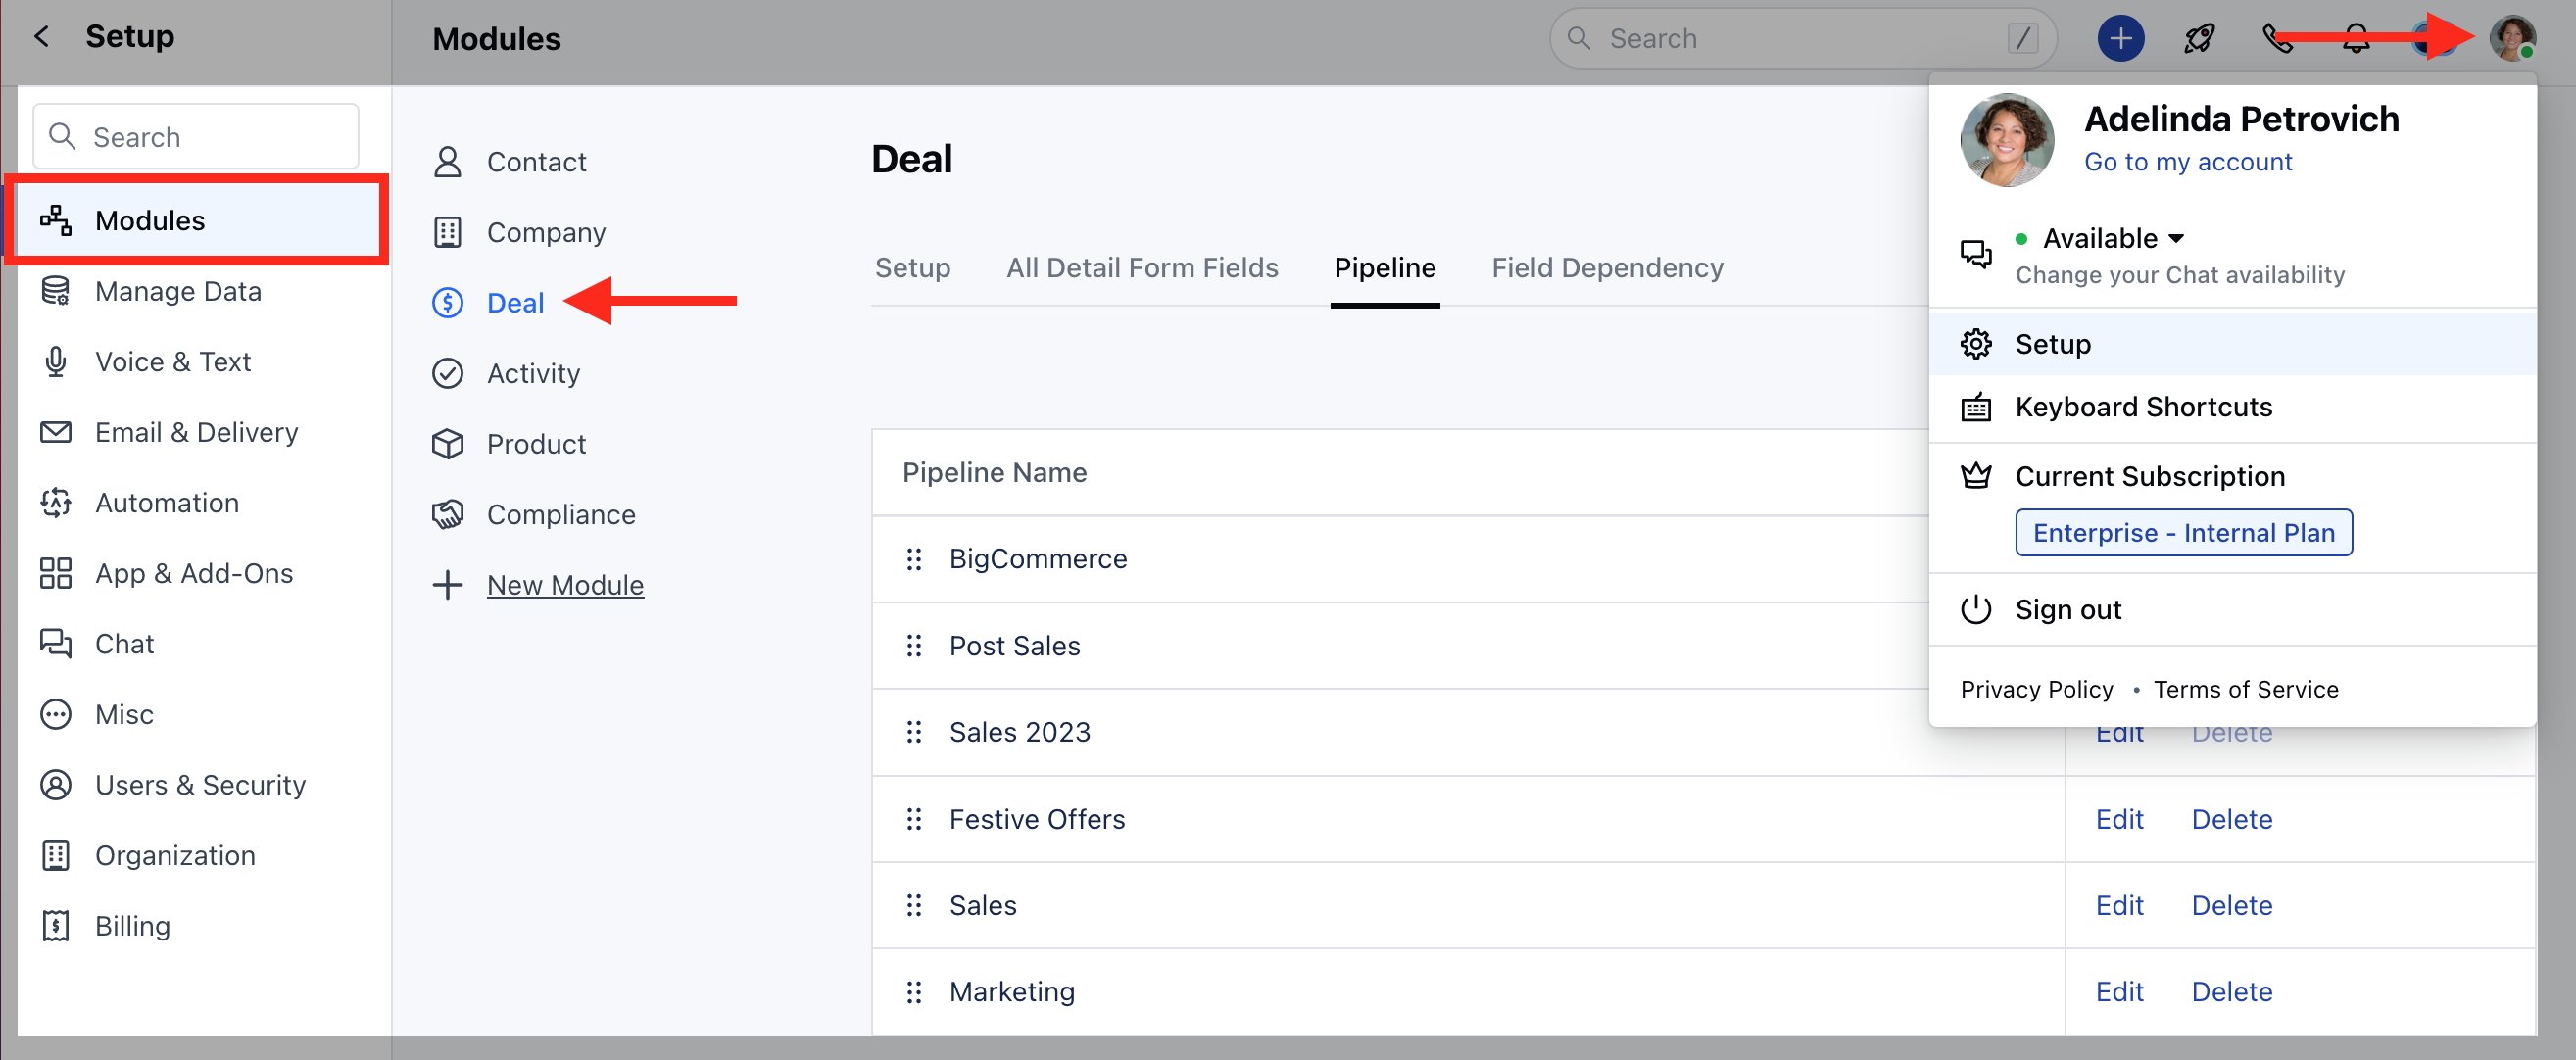 Setup
Modules
Search
/
Search
Modules
Manage Data
Voice & Text
Email & Delivery
Automation
App & Add-Ons
Chat
Misc
Users & Security
Organization
Billing
Contact
Company
Deal
Activity
Product
Compliance
New Module
Deal
Setup All Detail Form Fields Pipeline Field Dependency
Pipeline Name
BigCommerce
Post Sales
Sales 2023 Edit Delete
Festive Offers Edit Delete
Sales Edit Delete
Marketing Edit Delete
Adelinda Petrovich
Go to my account
Available
Change your Chat availability
Setup
Keyboard Shortcuts
Current Subscription
Enterprise - Internal Plan
Sign out
Privacy Policy • Terms of Service